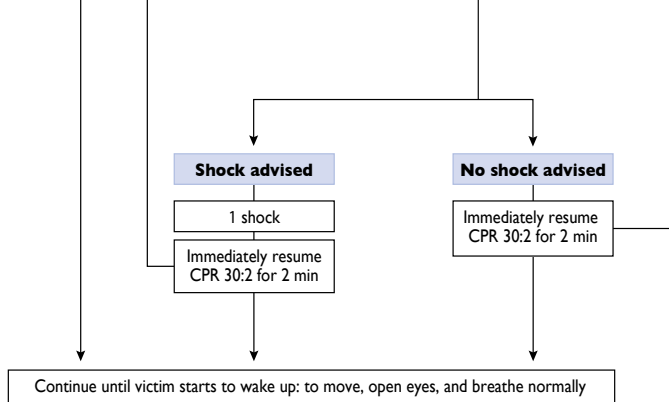 Shock advised
1 shock
Immediately resume
CPR 30:2 for 2 min
No shock advised
Immediately resume
CPR 30:2 for 2 min
Continue until victim starts to wake up: to move, open eyes, and breathe normally